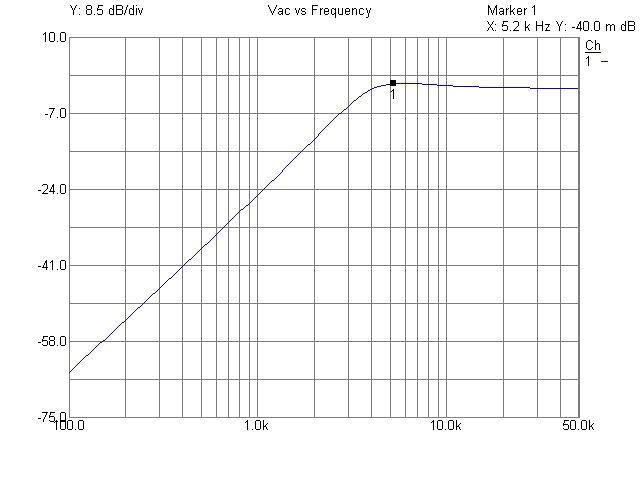 Y: 8.5 dB/div Vac vs Frequency Marker 1
X: 5.2 k Hz Y: -40.0 m dB
10.0
Ch
1 –
1
-7.0
-24.0
-41.0
-58.0
-75.0
100.0 1.0k 10.0k 50.0k